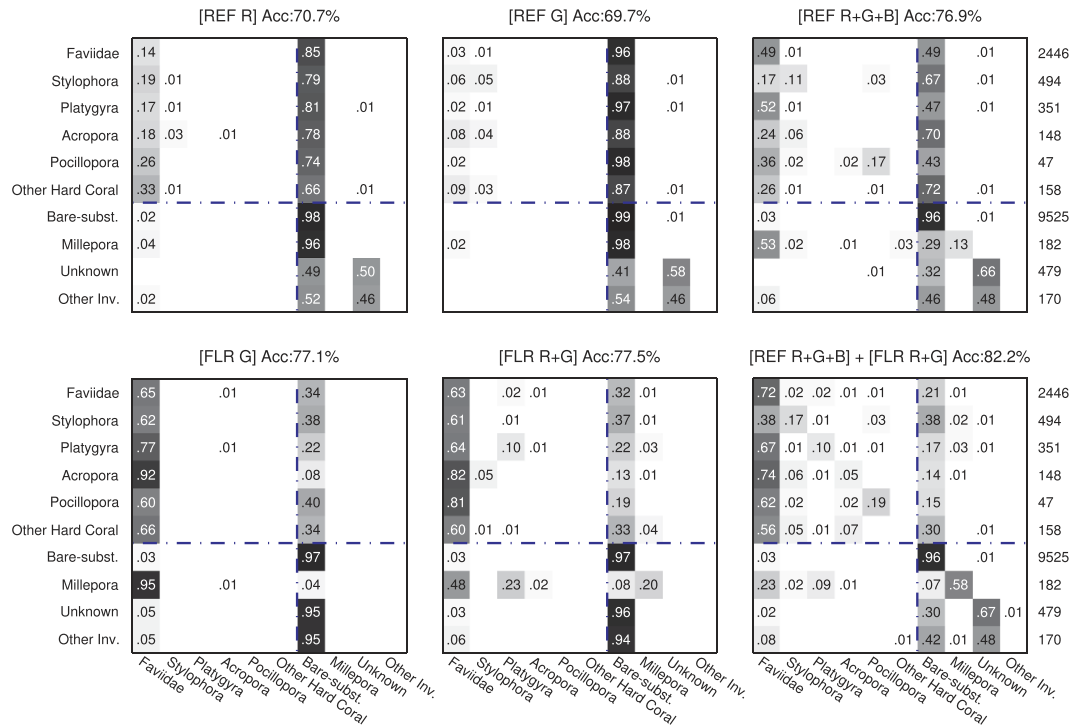 [REF R] Acc:70.7% [REF G] Acc:69.7% [REF R+G+B] Acc:76.9%
Faviidae .14 .85 .03 .01 .96 .49 .01 .49 .01 2446
Stylophora .19 .01 .79 .06 .05 .88 .01 .17 .11 .03 .67 .01 494
Platygyra .17 .01 .81 .01 .02 .01 .97 .01 .52 .01 .47 .01 351
Acropora .18 .03 .01 .78 .08 .04 .88 .24 .06 .70 148
Pocillopora .26 .74 .02 .98 .36 .02 .02 .17 .43 47
Other Hard Coral .33 .01 .66 .01 .09 .03 .87 .01 .26 .01 .01 .72 .01 158
Bare-subst. .02 .98 .99 .01 .03 .96 .01 9525
Millepora .04 .96 .02 .98 .53 .02 .01 .03 .29 .13 182
Unknown .49 .50 .41 .58 .01 .32 .66 479
Other Inv. .02 .52 .46 .54 .46 .06 .46 .48 170
[FLR G] Acc:77.1% [FLR R+G] Acc:77.5% [REF R+G+B] + [FLR R+G] Acc:82.2%
Faviidae .65 .01 .34 .63 .02 .01 .32 .01 .72 .02 .02 .01 .01 .21 .01 2446
Stylophora .62 .38 .61 .01 .37 .01 .38 .17 .01 .03 .38 .02 .01 494
Platygyra .77 .01 .22 .64 .10 .01 .22 .03 .67 .01 .10 .01 .01 .17 .03 .01 351
Acropora .92 .08 .82 .05 .13 .01 .74 .06 .01 .05 .14 .01 148
Pocillopora .60 .40 .81 .19 .62 .02 .02 .19 .15 47
Other Hard Coral .66 .34 .60 .01 .01 .33 .04 .56 .05 .01 .07 .30 .01 158
Bare-subst. .03 .97 .03 .97 .03 .96 .01 9525
Millepora .95 .01 .04 .48 .23 .02 .08 .20 .23 .02 .09 .01 .07 .58 182
Unknown .05 .95 .03 .96 .02 .30 .67 .01 479
Other Inv. .05 .95 .06 .94 .08 .01 .42 .01 .48 170
Faviidae Stylophora Platygyra Acropora Pocillopora Other Hard Coral Bare-subst. Millepora Unknown Other Inv. Faviidae Stylophora Platygyra Acropora Pocillopora Other Hard Coral Bare-subst. Millepora Unknown Other Inv. Faviidae Stylophora Platygyra Acropora Pocillopora Other Hard Coral Bare-subst. Millepora Unknown Other Inv.